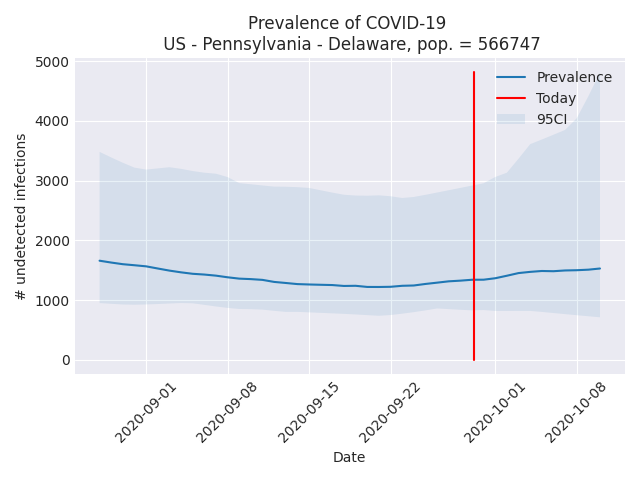 Prevalence of COVID-19
US - Pennsylvania - Delaware, pop. = 566747
5000
4000
3000
2000
1000
0
# undetected infections
Prevalence
Today
95CI
2020-09-01
2020-09-08
2020-09-15
2020-09-22
2020-10-01
2020-10-08
Date